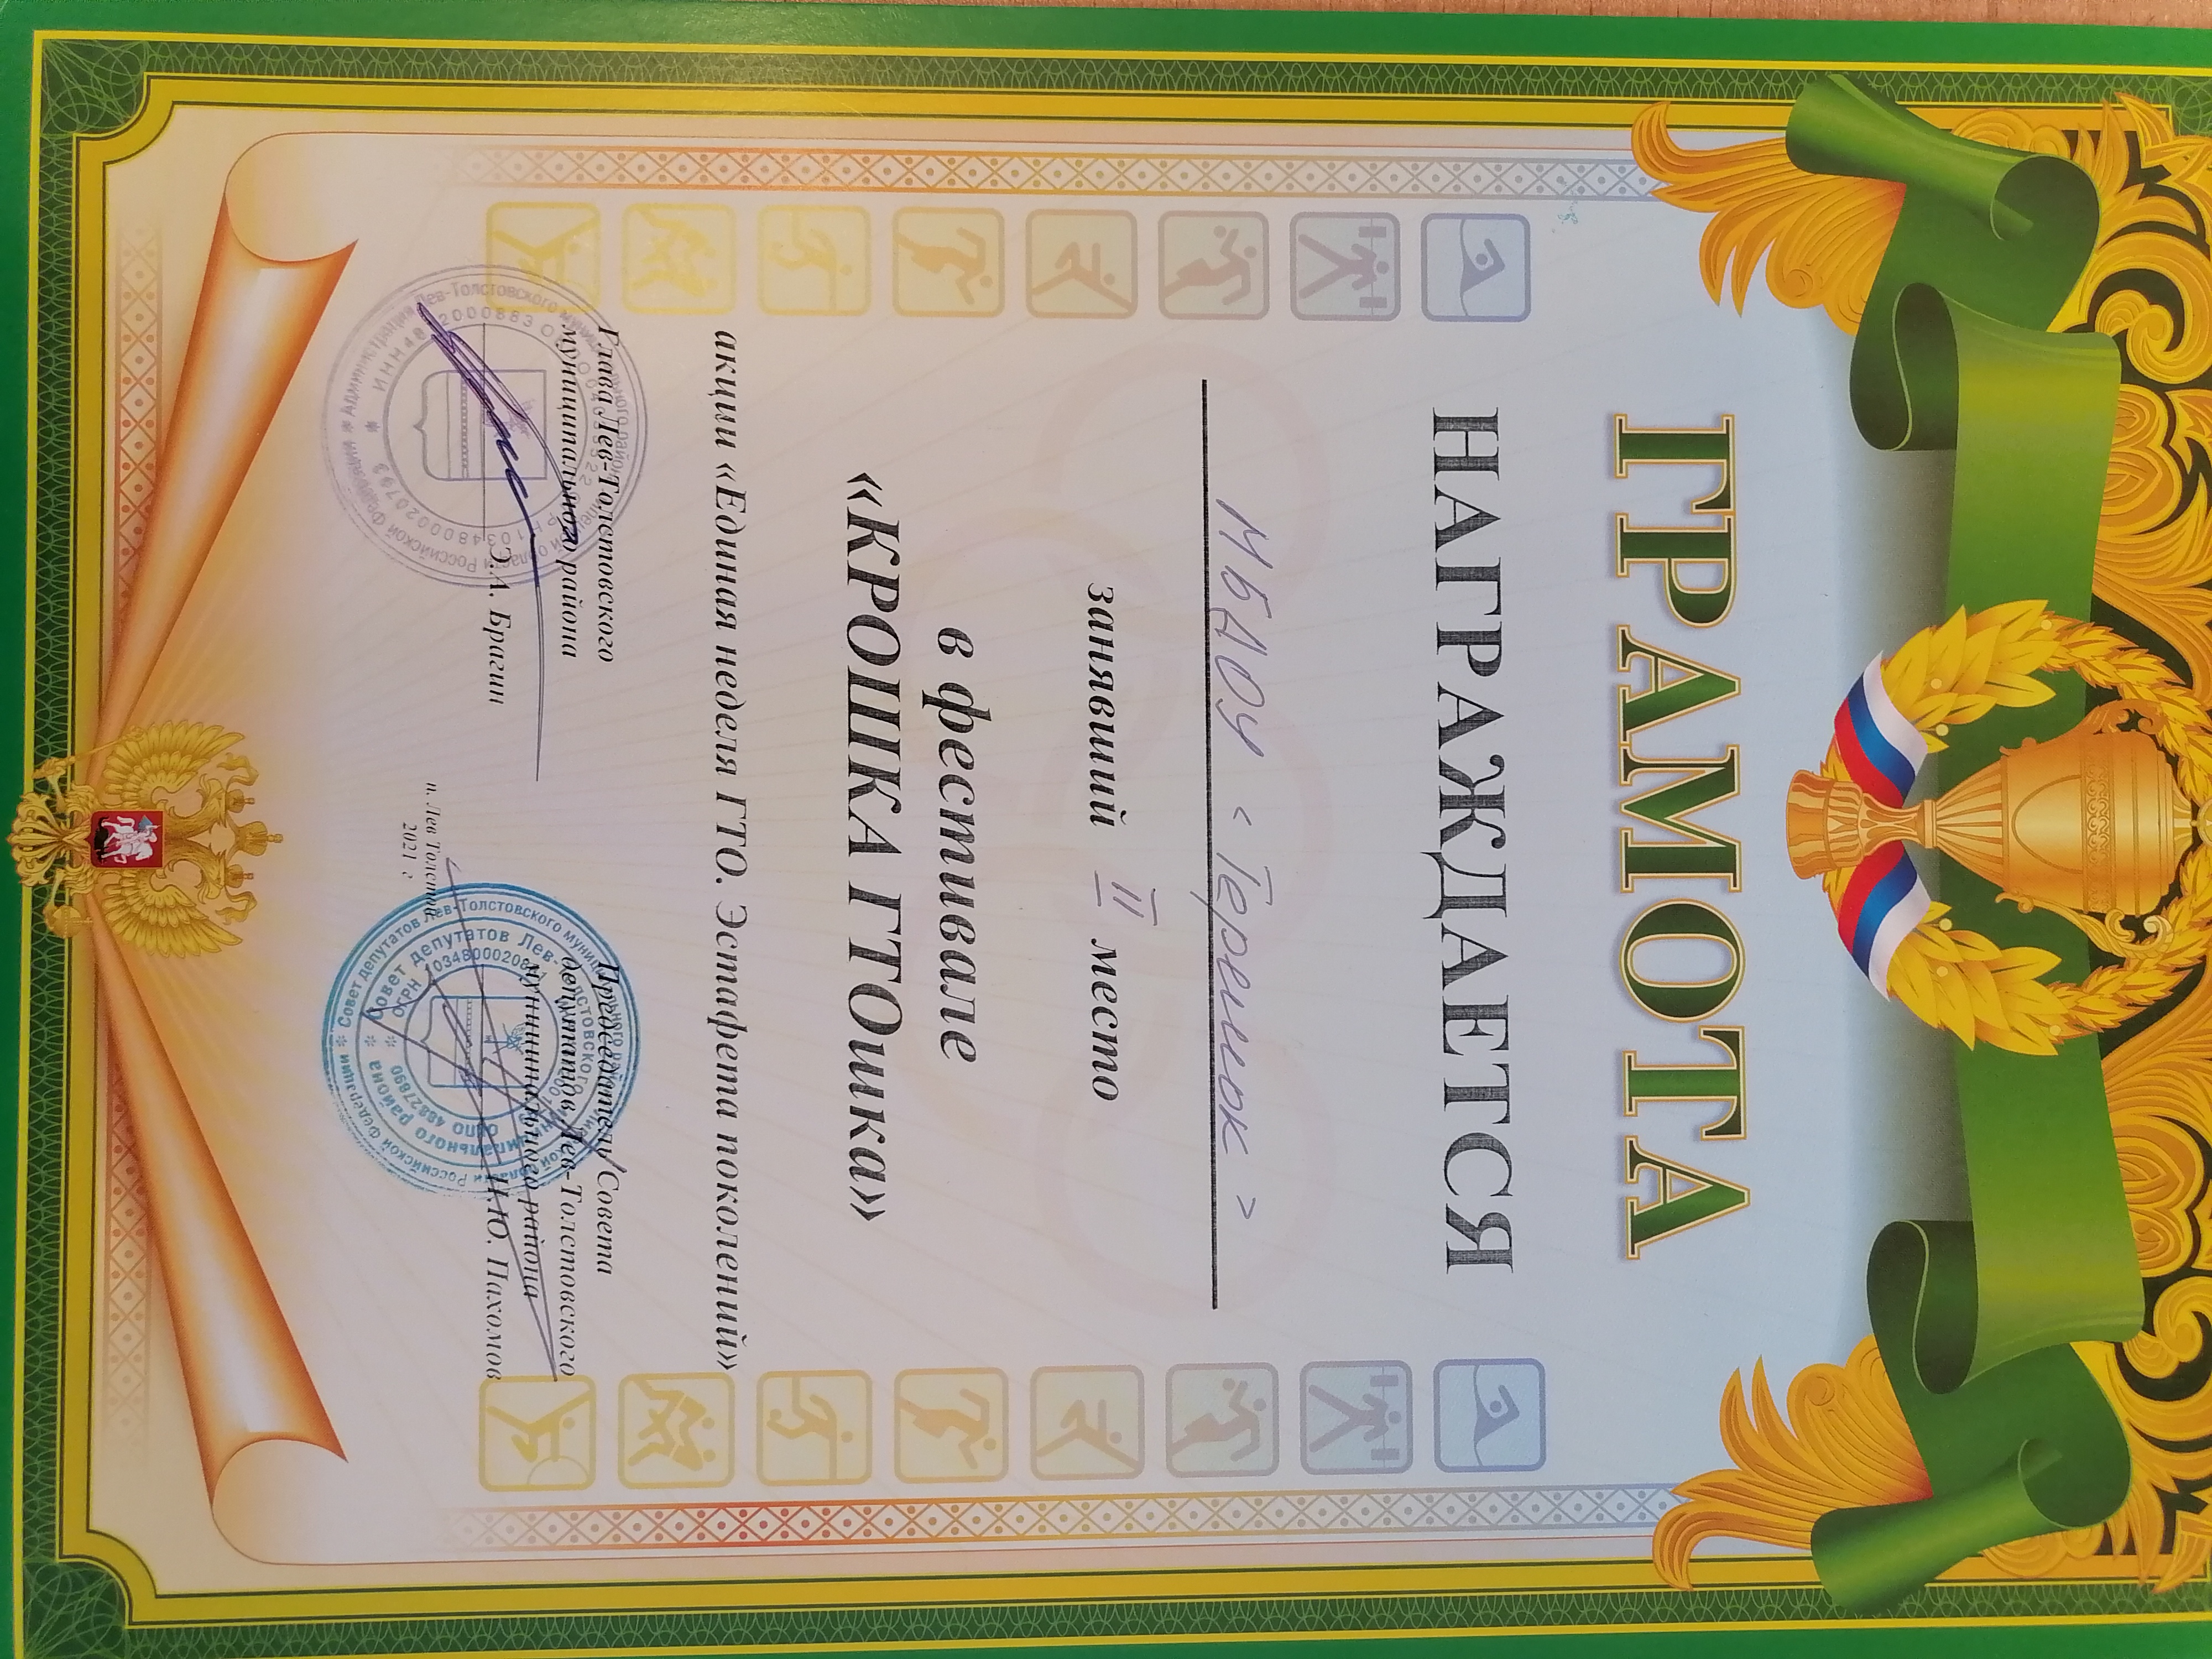 ГРАМОТА
НАГРАЖДАЕТСЯ
МБДОУ «Теремок»
занявший II место
в фестивале
«КРОШКА ГТОшка»
акции «Единая неделя ГТО. Эстафета поколений»
Глава Лев-Толстовского
муниципального района
Э.А. Брагин
Председатель Совета
депутатов Лев-Толстовского
муниципального района
Н.Ю. Пахомов
п. Лев Толстой
2021 г